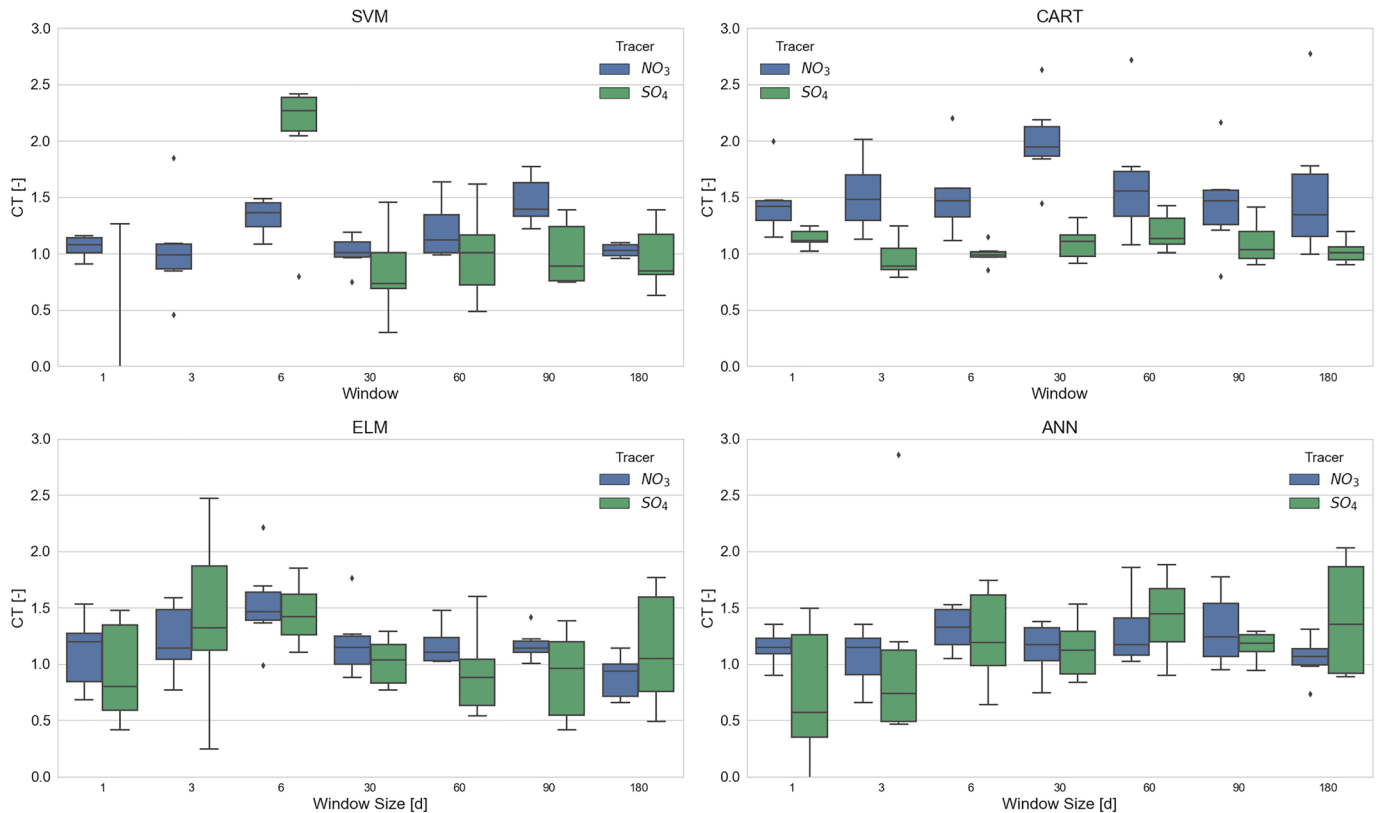 SVM
3.0
2.5
2.0
1.5
1.0
0.5
0.0
CT [-]
Tracer
NO3
SO4
1 3 6 30 60 90 180
Window
CART
3.0
2.5
2.0
1.5
1.0
0.5
0.0
CT [-]
Tracer
NO3
SO4
1 3 6 30 60 90 180
Window
ELM
3.0
2.5
2.0
1.5
1.0
0.5
0.0
CT [-]
Tracer
NO3
SO4
1 3 6 30 60 90 180
Window Size [d]
ANN
3.0
2.5
2.0
1.5
1.0
0.5
0.0
CT [-]
Tracer
NO3
SO4
1 3 6 30 60 90 180
Window Size [d]